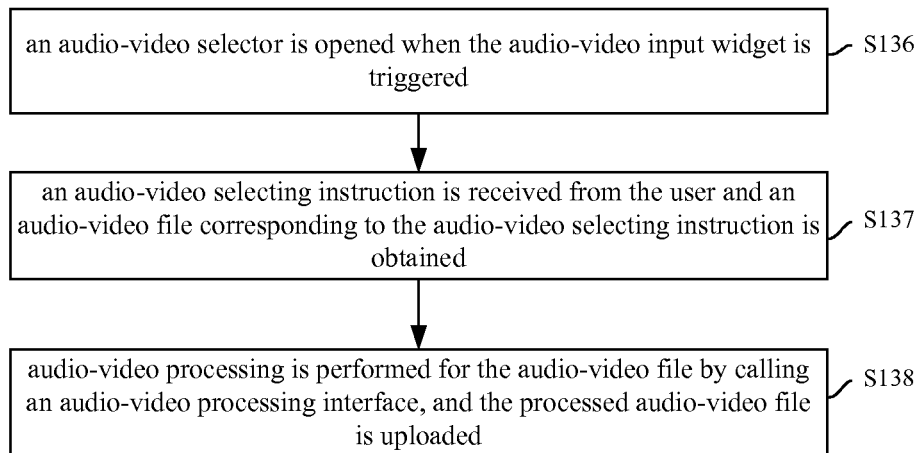 an audio-video selector is opened when the audio-video input widget is
triggered
S136
an audio-video selecting instruction is received from the user and an
audio-video file corresponding to the audio-video selecting instruction is
obtained
S137
audio-video processing is performed for the audio-video file by calling
an audio-video processing interface, and the processed audio-video file
is uploaded
S138